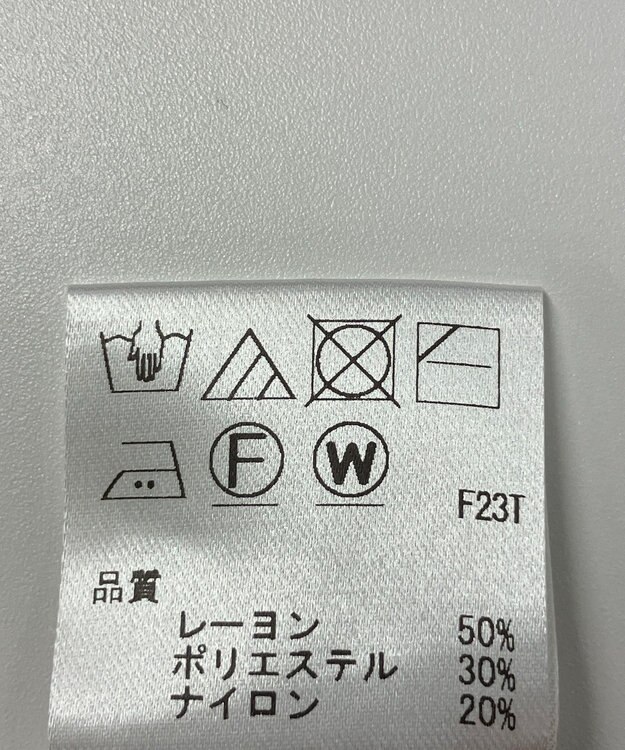 F W
F23T
品質
レーヨン 50%
ポリエステル 30%
ナイロン 20%